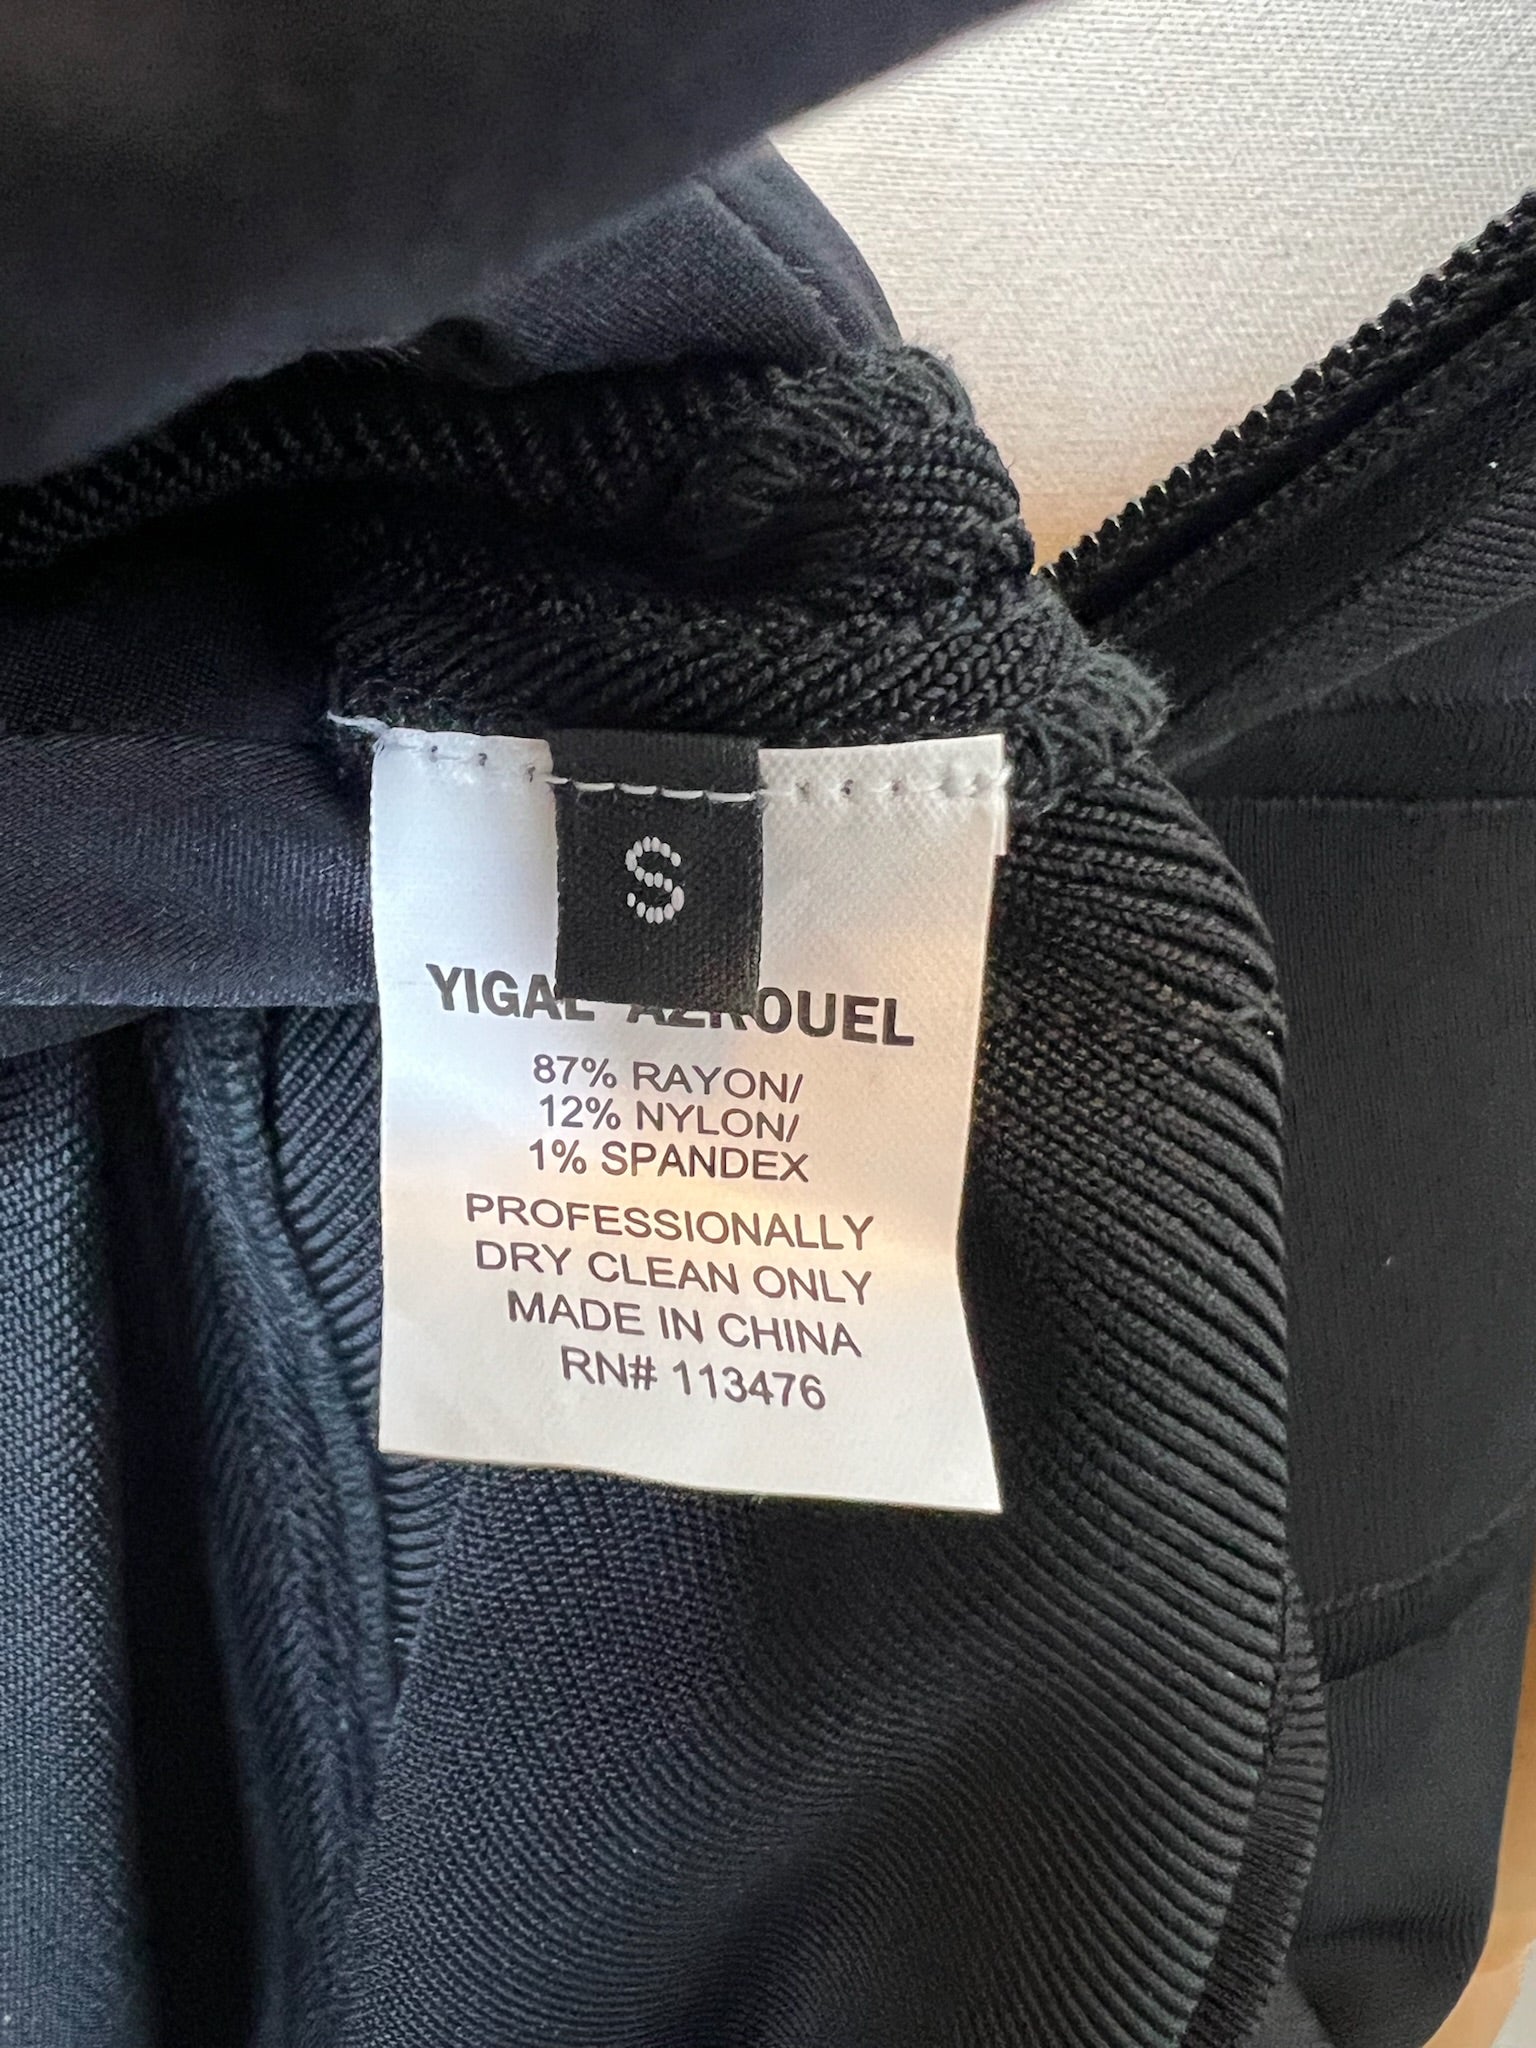 S
YIGAL AZROUEL
87% RAYON/
12% NYLON/
1% SPANDEX
PROFESSIONALLY
DRY CLEAN ONLY
MADE IN CHINA
RN# 113476